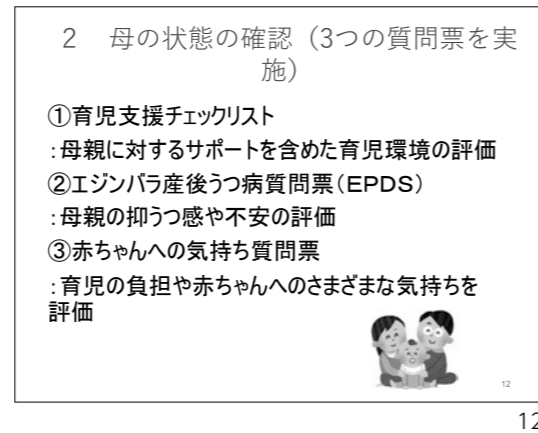 2　母の状態の確認（3つの質問票を実
施）
①育児支援チェックリスト
：母親に対するサポートを含めた育児環境の評価
②エジンバラ産後うつ病質問票（EPDS）
：母親の抑うつ感や不安の評価
③赤ちゃんへの気持ち質問票
：育児の負担や赤ちゃんへのさまざまな気持ちを
評価
12
12